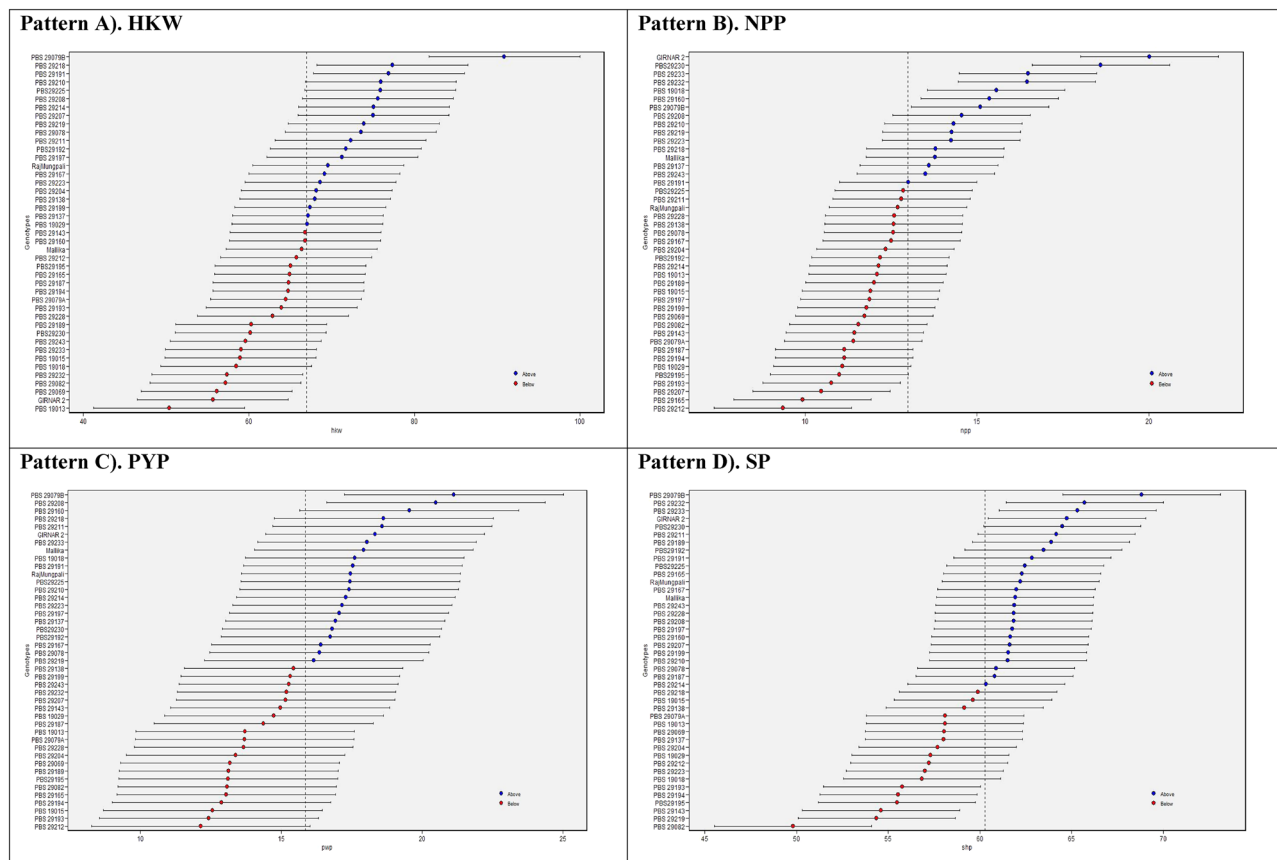 Pattern A). HKW
PBS 29079B
PBS 29218
PBS 29191
PBS 29210
PBS29225
PBS 29208
PBS 29214
PBS 29207
PBS 29219
PBS 29078
PBS 29211
PBS29192
PBS 29197
RajMungpali
PBS 29167
PBS 29223
PBS 29204
PBS 29138
PBS 29199
PBS 29137
PBS 19029
PBS 29143
PBS 29160
Mallika
PBS 29212
PBS29195
PBS 29165
PBS 29187
PBS 29194
PBS 29079A
PBS 29193
PBS 29228
PBS 29189
PBS29230
PBS 29243
PBS 29233
PBS 19015
PBS 19018
PBS 29232
PBS 29082
PBS 29069
GIRNAR 2
PBS 19013
Genotypes
Above
Below
40 60 80 100
hkw
Pattern B). NPP
GIRNAR 2
PBS29230
PBS 29233
PBS 29232
PBS 19018
PBS 29160
PBS 29079B
PBS 29208
PBS 29210
PBS 29219
PBS 29223
PBS 29218
Mallika
PBS 29137
PBS 29243
PBS 29191
PBS29225
PBS 29211
RajMungpali
PBS 29228
PBS 29138
PBS 29078
PBS 29167
PBS 29204
PBS29192
PBS 29214
PBS 19013
PBS 29189
PBS 19015
PBS 29197
PBS 29199
PBS 29069
PBS 29082
PBS 29143
PBS 29079A
PBS 29187
PBS 29194
PBS 19029
PBS29195
PBS 29193
PBS 29207
PBS 29165
PBS 29212
Genotypes
Above
Below
10 15 20
npp
Pattern C). PYP
PBS 29079B
PBS 29208
PBS 29160
PBS 29218
PBS 29211
GIRNAR 2
PBS 29233
Mallika
PBS 19018
PBS 29191
RajMungpali
PBS29225
PBS 29210
PBS 29214
PBS 29223
PBS 29197
PBS 29137
PBS29230
PBS29192
PBS 29167
PBS 29078
PBS 29219
PBS 29138
PBS 29199
PBS 29243
PBS 29232
PBS 29207
PBS 29143
PBS 19029
PBS 29187
PBS 19013
PBS 29079A
PBS 29228
PBS 29204
PBS 29069
PBS 29189
PBS29195
PBS 29082
PBS 29165
PBS 29194
PBS 19015
PBS 29193
PBS 29212
Genotypes
Above
Below
10 15 20 25
pwp
Pattern D). SP
PBS 29079B
PBS 29232
PBS 29233
GIRNAR 2
PBS29230
PBS 29211
PBS 29189
PBS29192
PBS 29191
PBS29225
PBS 29165
RajMungpali
PBS 29167
Mallika
PBS 29243
PBS 29228
PBS 29208
PBS 29197
PBS 29160
PBS 29207
PBS 29199
PBS 29210
PBS 29078
PBS 29187
PBS 29214
PBS 29218
PBS 19015
PBS 29138
PBS 29079A
PBS 19013
PBS 29069
PBS 29137
PBS 29204
PBS 19029
PBS 29212
PBS 29223
PBS 19018
PBS 29193
PBS 29194
PBS29195
PBS 29143
PBS 29219
PBS 29082
Genotypes
Above
Below
45 50 55 60 65 70
shp